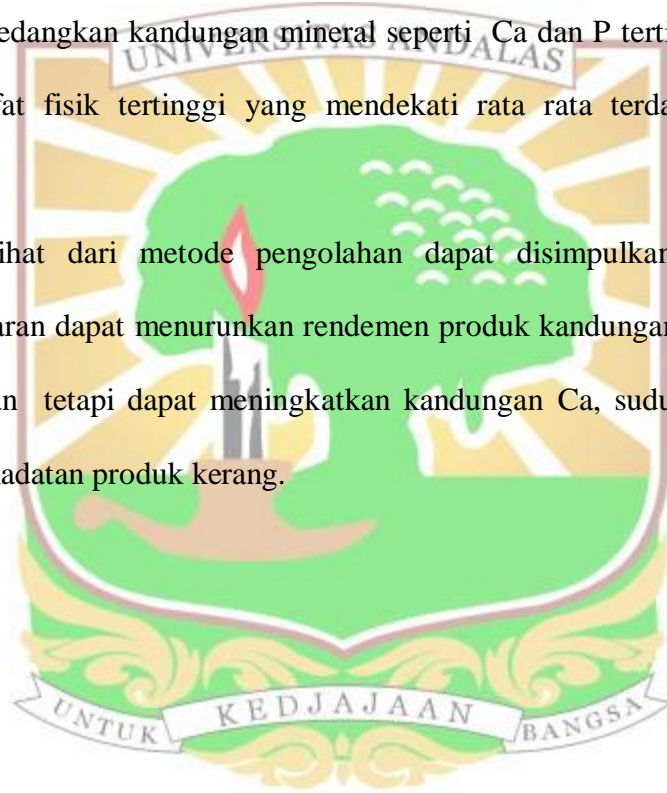 edangkan kandungan mineral seperti Ca dan P terti
UNIVERSITAS ANDALAS
fat fisik tertinggi yang mendekati rata rata terda
ihat dari metode pengolahan dapat disimpulkan
aran dapat menurunkan rendemen produk kandungan
n tetapi dapat meningkatkan kandungan Ca, sudu
adatan produk kerang.
UNTUK KEDJAJAAN BANGSA